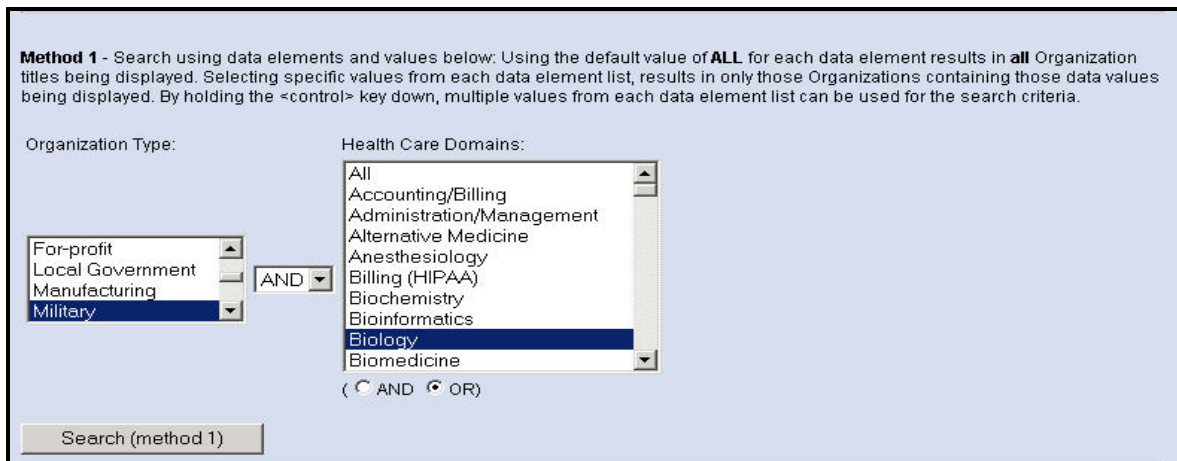 Method 1 - Search using data elements and values below: Using the default value of ALL for each data element results in all Organization
titles being displayed. Selecting specific values from each data element list, results in only those Organizations containing those data values
being displayed. By holding the <control> key down, multiple values from each data element list can be used for the search criteria.
Organization Type:
For-profit
Local Government
Manufacturing
Military
AND
Health Care Domains:
All
Accounting/Billing
Administration/Management
Alternative Medicine
Anesthesiology
Billing (HIPAA)
Biochemistry
Bioinformatics
Biology
Biomedicine
( AND OR)
Search (method 1)